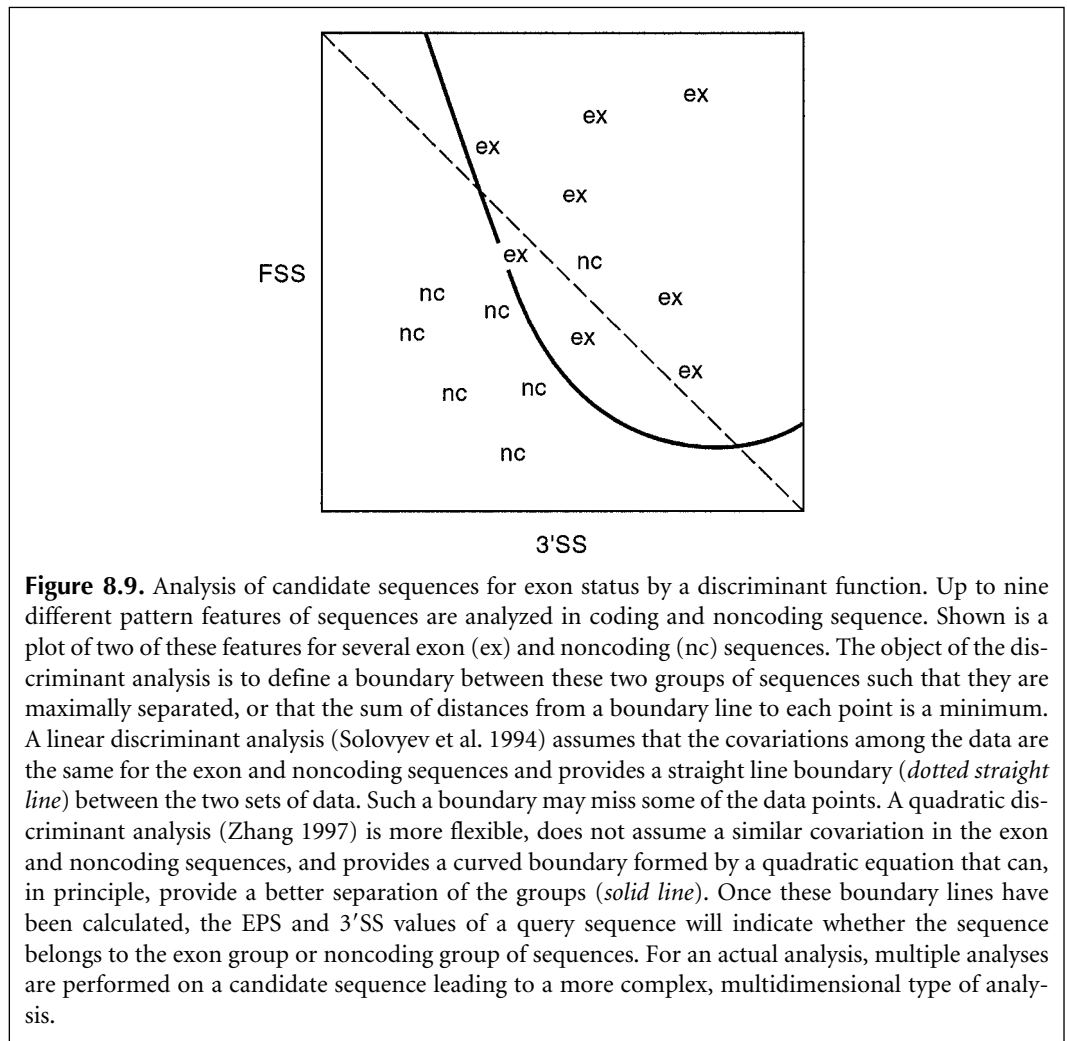 ex
ex
ex
ex
ex
nc
FSS
nc
ex
nc
nc
ex
ex
nc
nc
nc
3'SS
Figure 8.9. Analysis of candidate sequences for exon status by a discriminant function. Up to nine
different pattern features of sequences are analyzed in coding and noncoding sequence. Shown is a
plot of two of these features for several exon (ex) and noncoding (nc) sequences. The object of the dis-
criminant analysis is to define a boundary between these two groups of sequences such that they are
maximally separated, or that the sum of distances from a boundary line to each point is a minimum.
A linear discriminant analysis (Solovyev et al. 1994) assumes that the covariations among the data are
the same for the exon and noncoding sequences and provides a straight line boundary (dotted straight
line) between the two sets of data. Such a boundary may miss some of the data points. A quadratic dis-
criminant analysis (Zhang 1997) is more flexible, does not assume a similar covariation in the exon
and noncoding sequences, and provides a curved boundary formed by a quadratic equation that can,
in principle, provide a better separation of the groups (solid line). Once these boundary lines have
been calculated, the EPS and 3′SS values of a query sequence will indicate whether the sequence
belongs to the exon group or noncoding group of sequences. For an actual analysis, multiple analyses
are performed on a candidate sequence leading to a more complex, multidimensional type of analy-
sis.